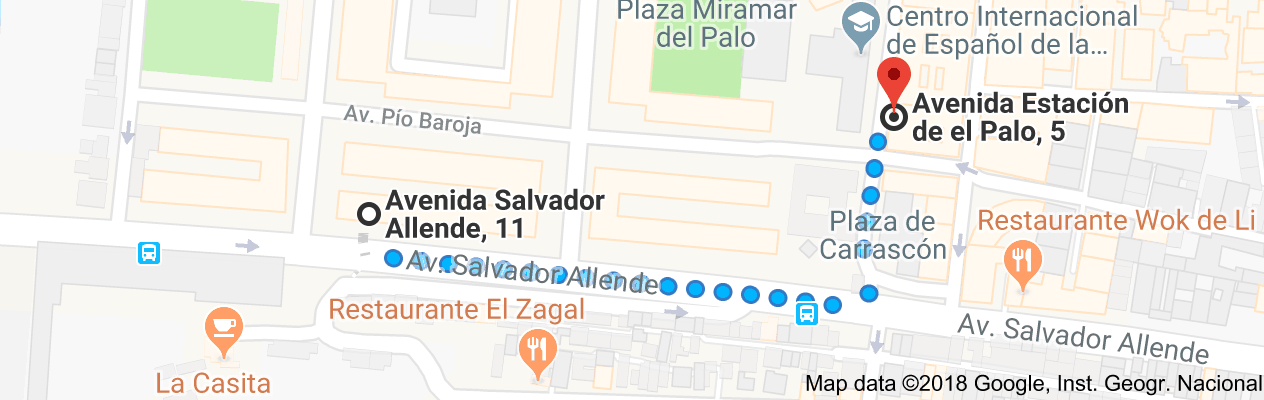 Plaza Miramar
del Palo
Centro Internacional
de Español de la...
Avenida Estación
de el Palo, 5
Av. Pío Baroja
Avenida Salvador
Allende, 11
Plaza de
Carrascón
Restaurante Wok de Li
Av. Salvador Allende
Restaurante El Zagal
Av. Salvador Allende
La Casita
Map data ©2018 Google, Inst. Geogr. Nacional